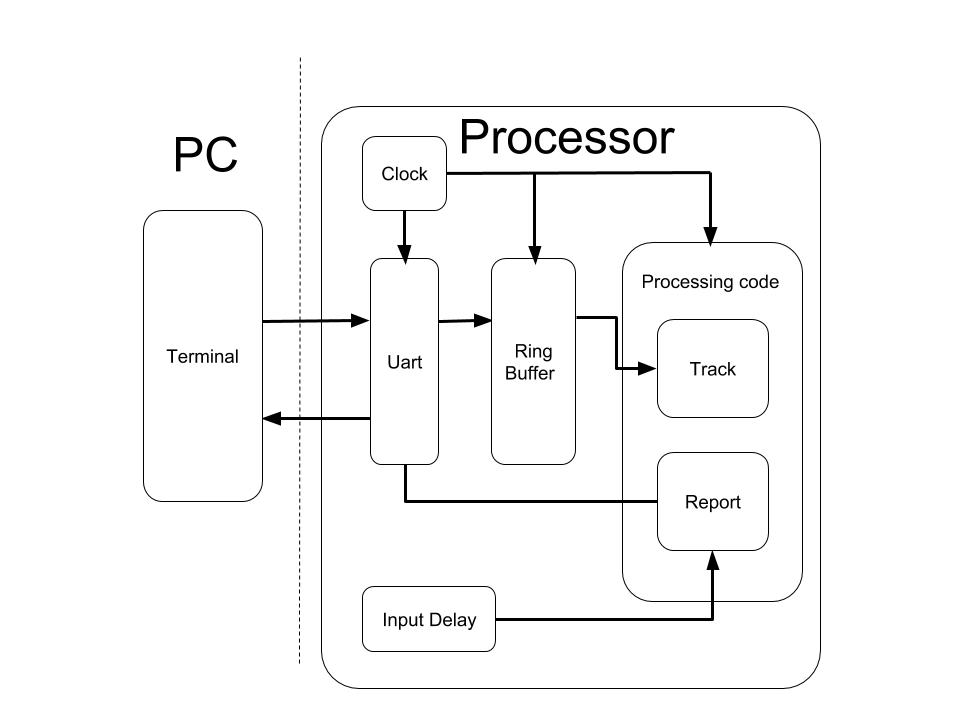 PC
Processor
Clock
Processing code
Terminal
Uart
Ring
Buffer
Track
Report
Input Delay